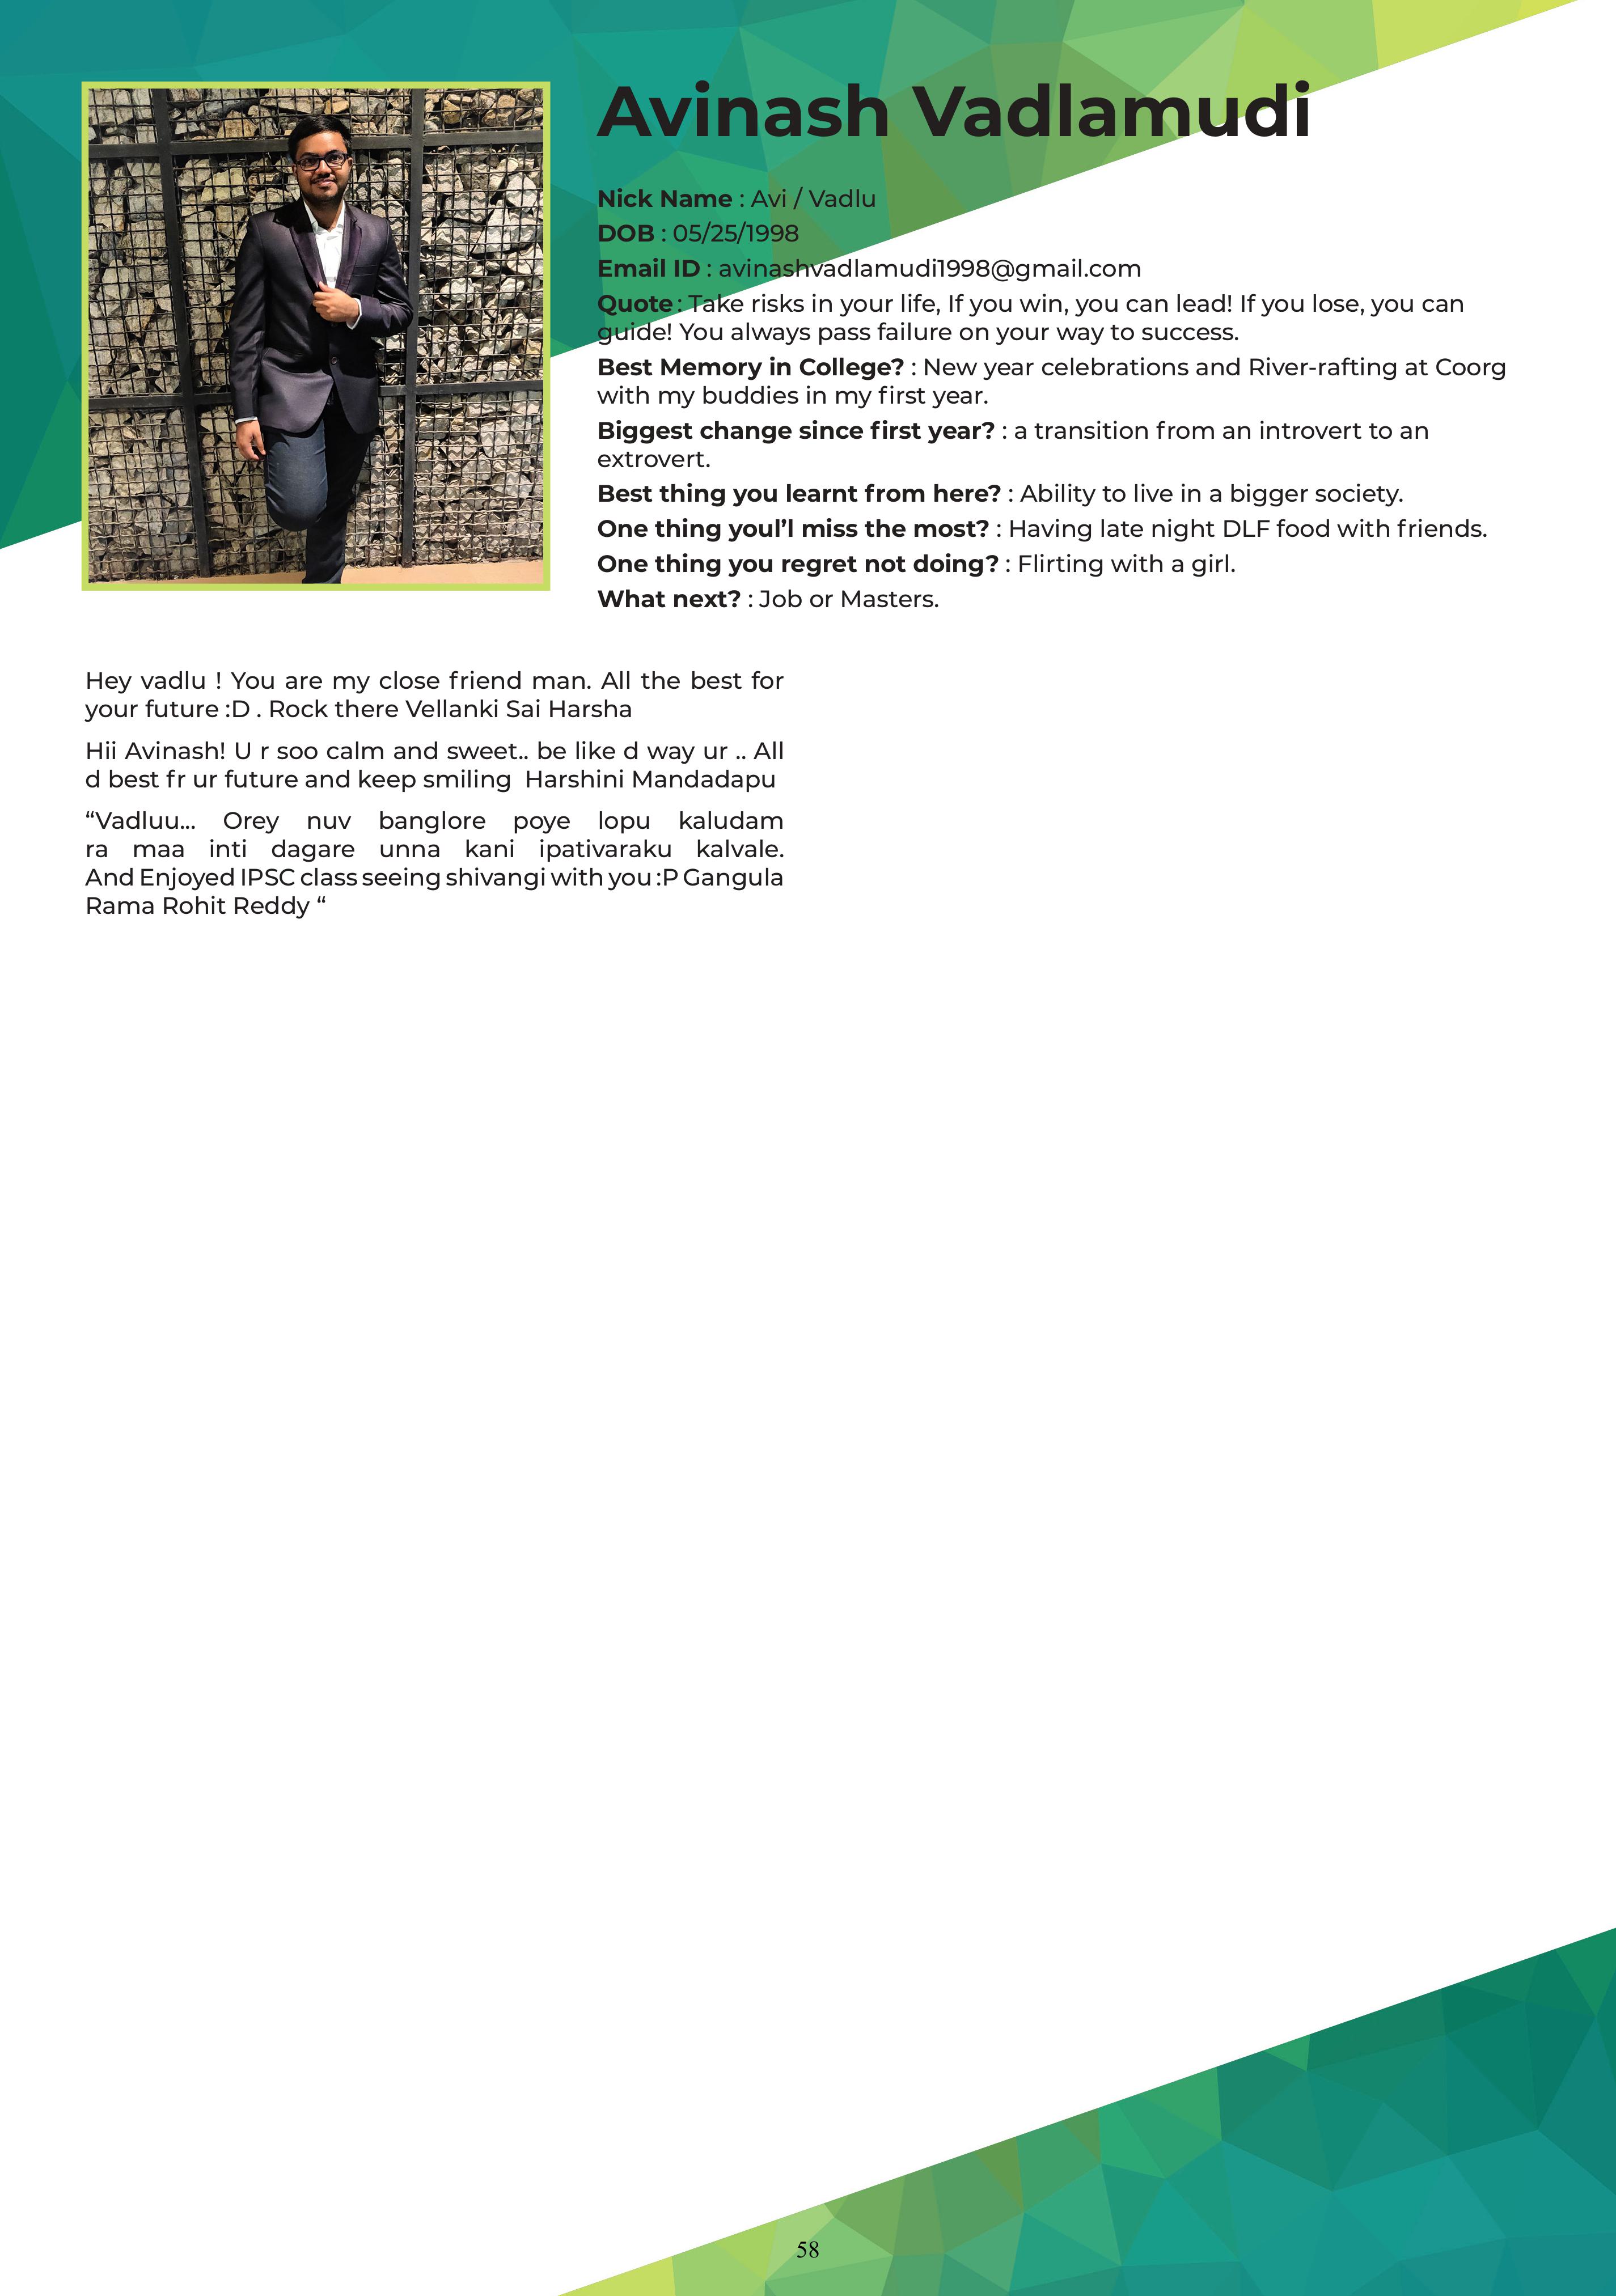 Avinash Vadlamudi
Nick Name : Avi / Vadlu
DOB : 05/25/1998
Email ID : avinashvadlamudi1998@gmail.com
Quote : Take risks in your life, If you win, you can lead! If you lose, you can
guide! You always pass failure on your way to success.
Best Memory in College? : New year celebrations and River-rafting at Coorg
with my buddies in my first year.
Biggest change since first year? : a transition from an introvert to an
extrovert.
Best thing you learnt from here? : Ability to live in a bigger society.
One thing youl’l miss the most? : Having late night DLF food with friends.
One thing you regret not doing? : Flirting with a girl.
What next? : Job or Masters.
Hey vadlu ! You are my close friend man. All the best for
your future :D . Rock there Vellanki Sai Harsha
Hii Avinash! U r soo calm and sweet.. be like d way ur .. All
d best fr ur future and keep smiling  Harshini Mandadapu
“Vadluu... Orey nuv banglore poye lopu kaludam
ra maa inti dagare unna kani ipativaraku kalvale.
And Enjoyed IPSC class seeing shivangi with you :P Gangula
Rama Rohit Reddy “
58